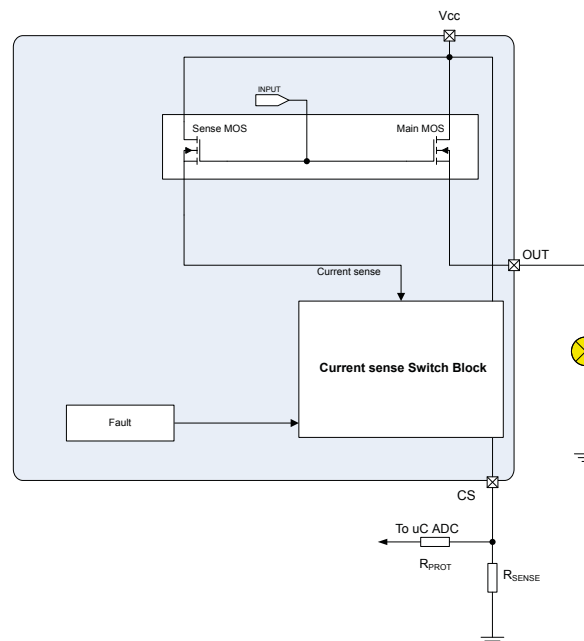 Vcc
INPUT
Sense MOS
Main MOS
OUT
Current sense
Current sense Switch Block
Fault
CS
To uC ADC
RPROT
RSENSE